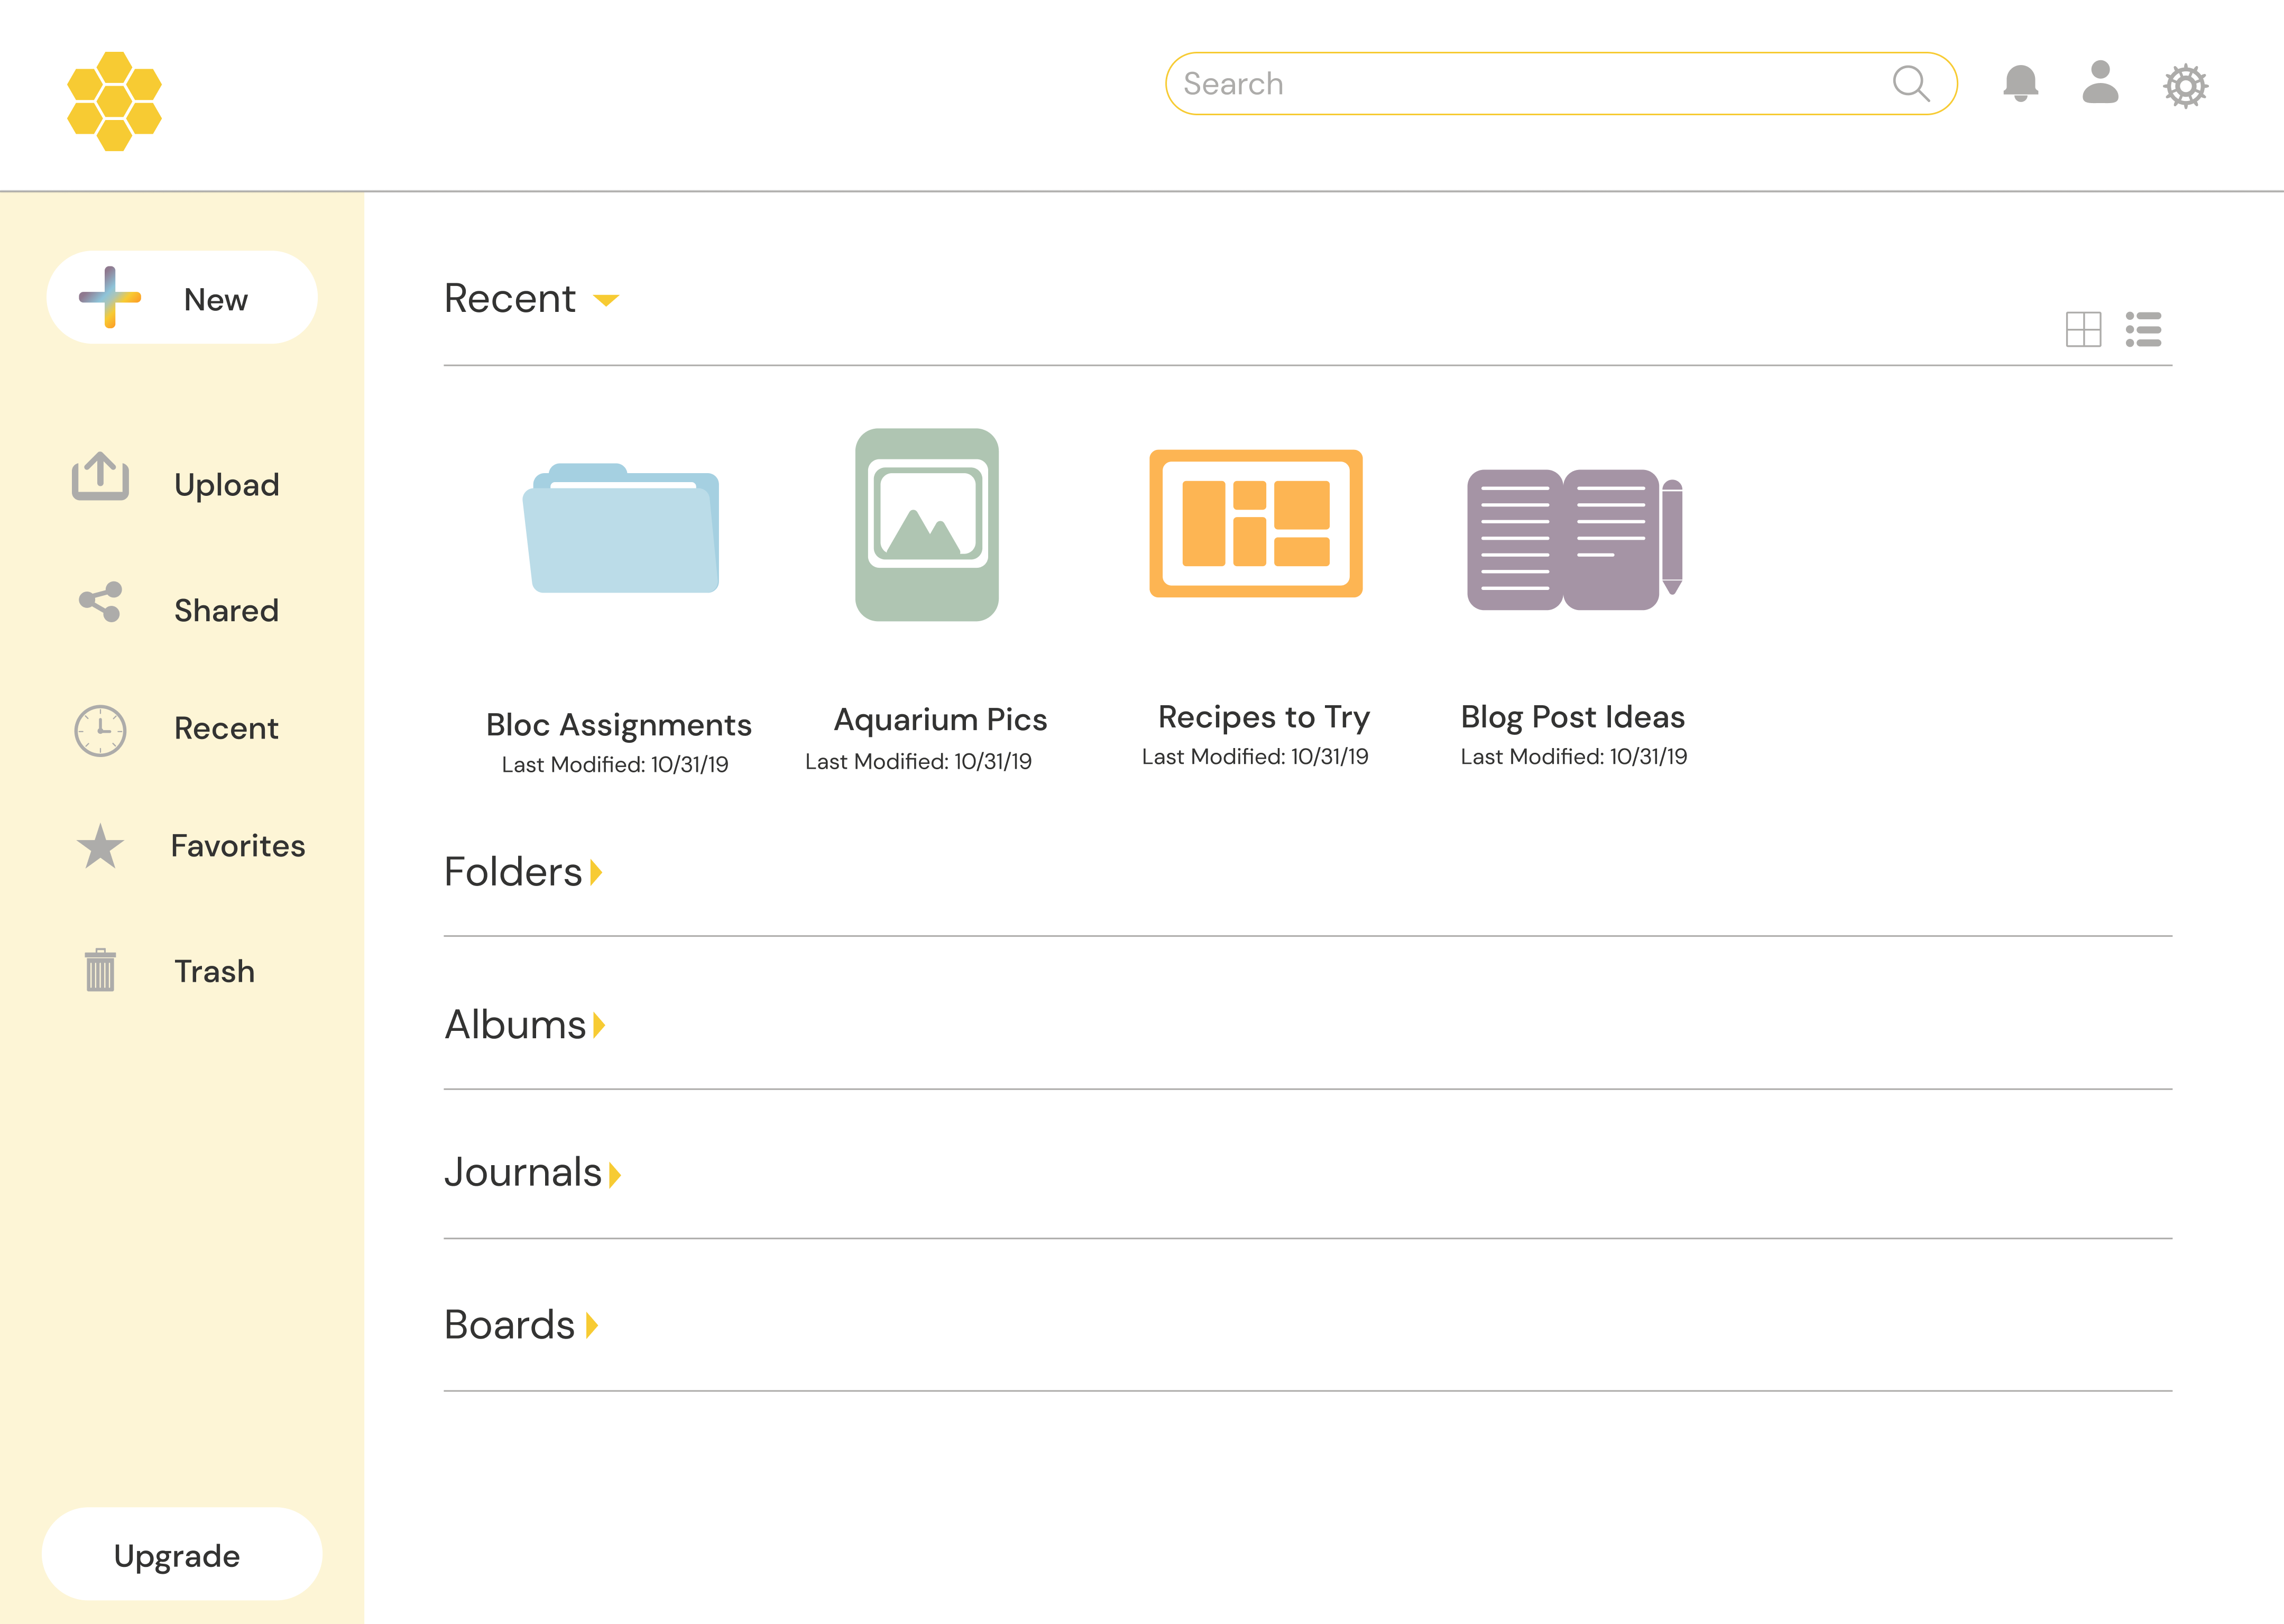 Search
New
Upload
Shared
Recent
Favorites
Trash
Upgrade
Recent
Bloc Assignments
Last Modified: 10/31/19
Aquarium Pics
Last Modified: 10/31/19
Recipes to Try
Last Modified: 10/31/19
Blog Post Ideas
Last Modified: 10/31/19
Folders
Albums
Journals
Boards